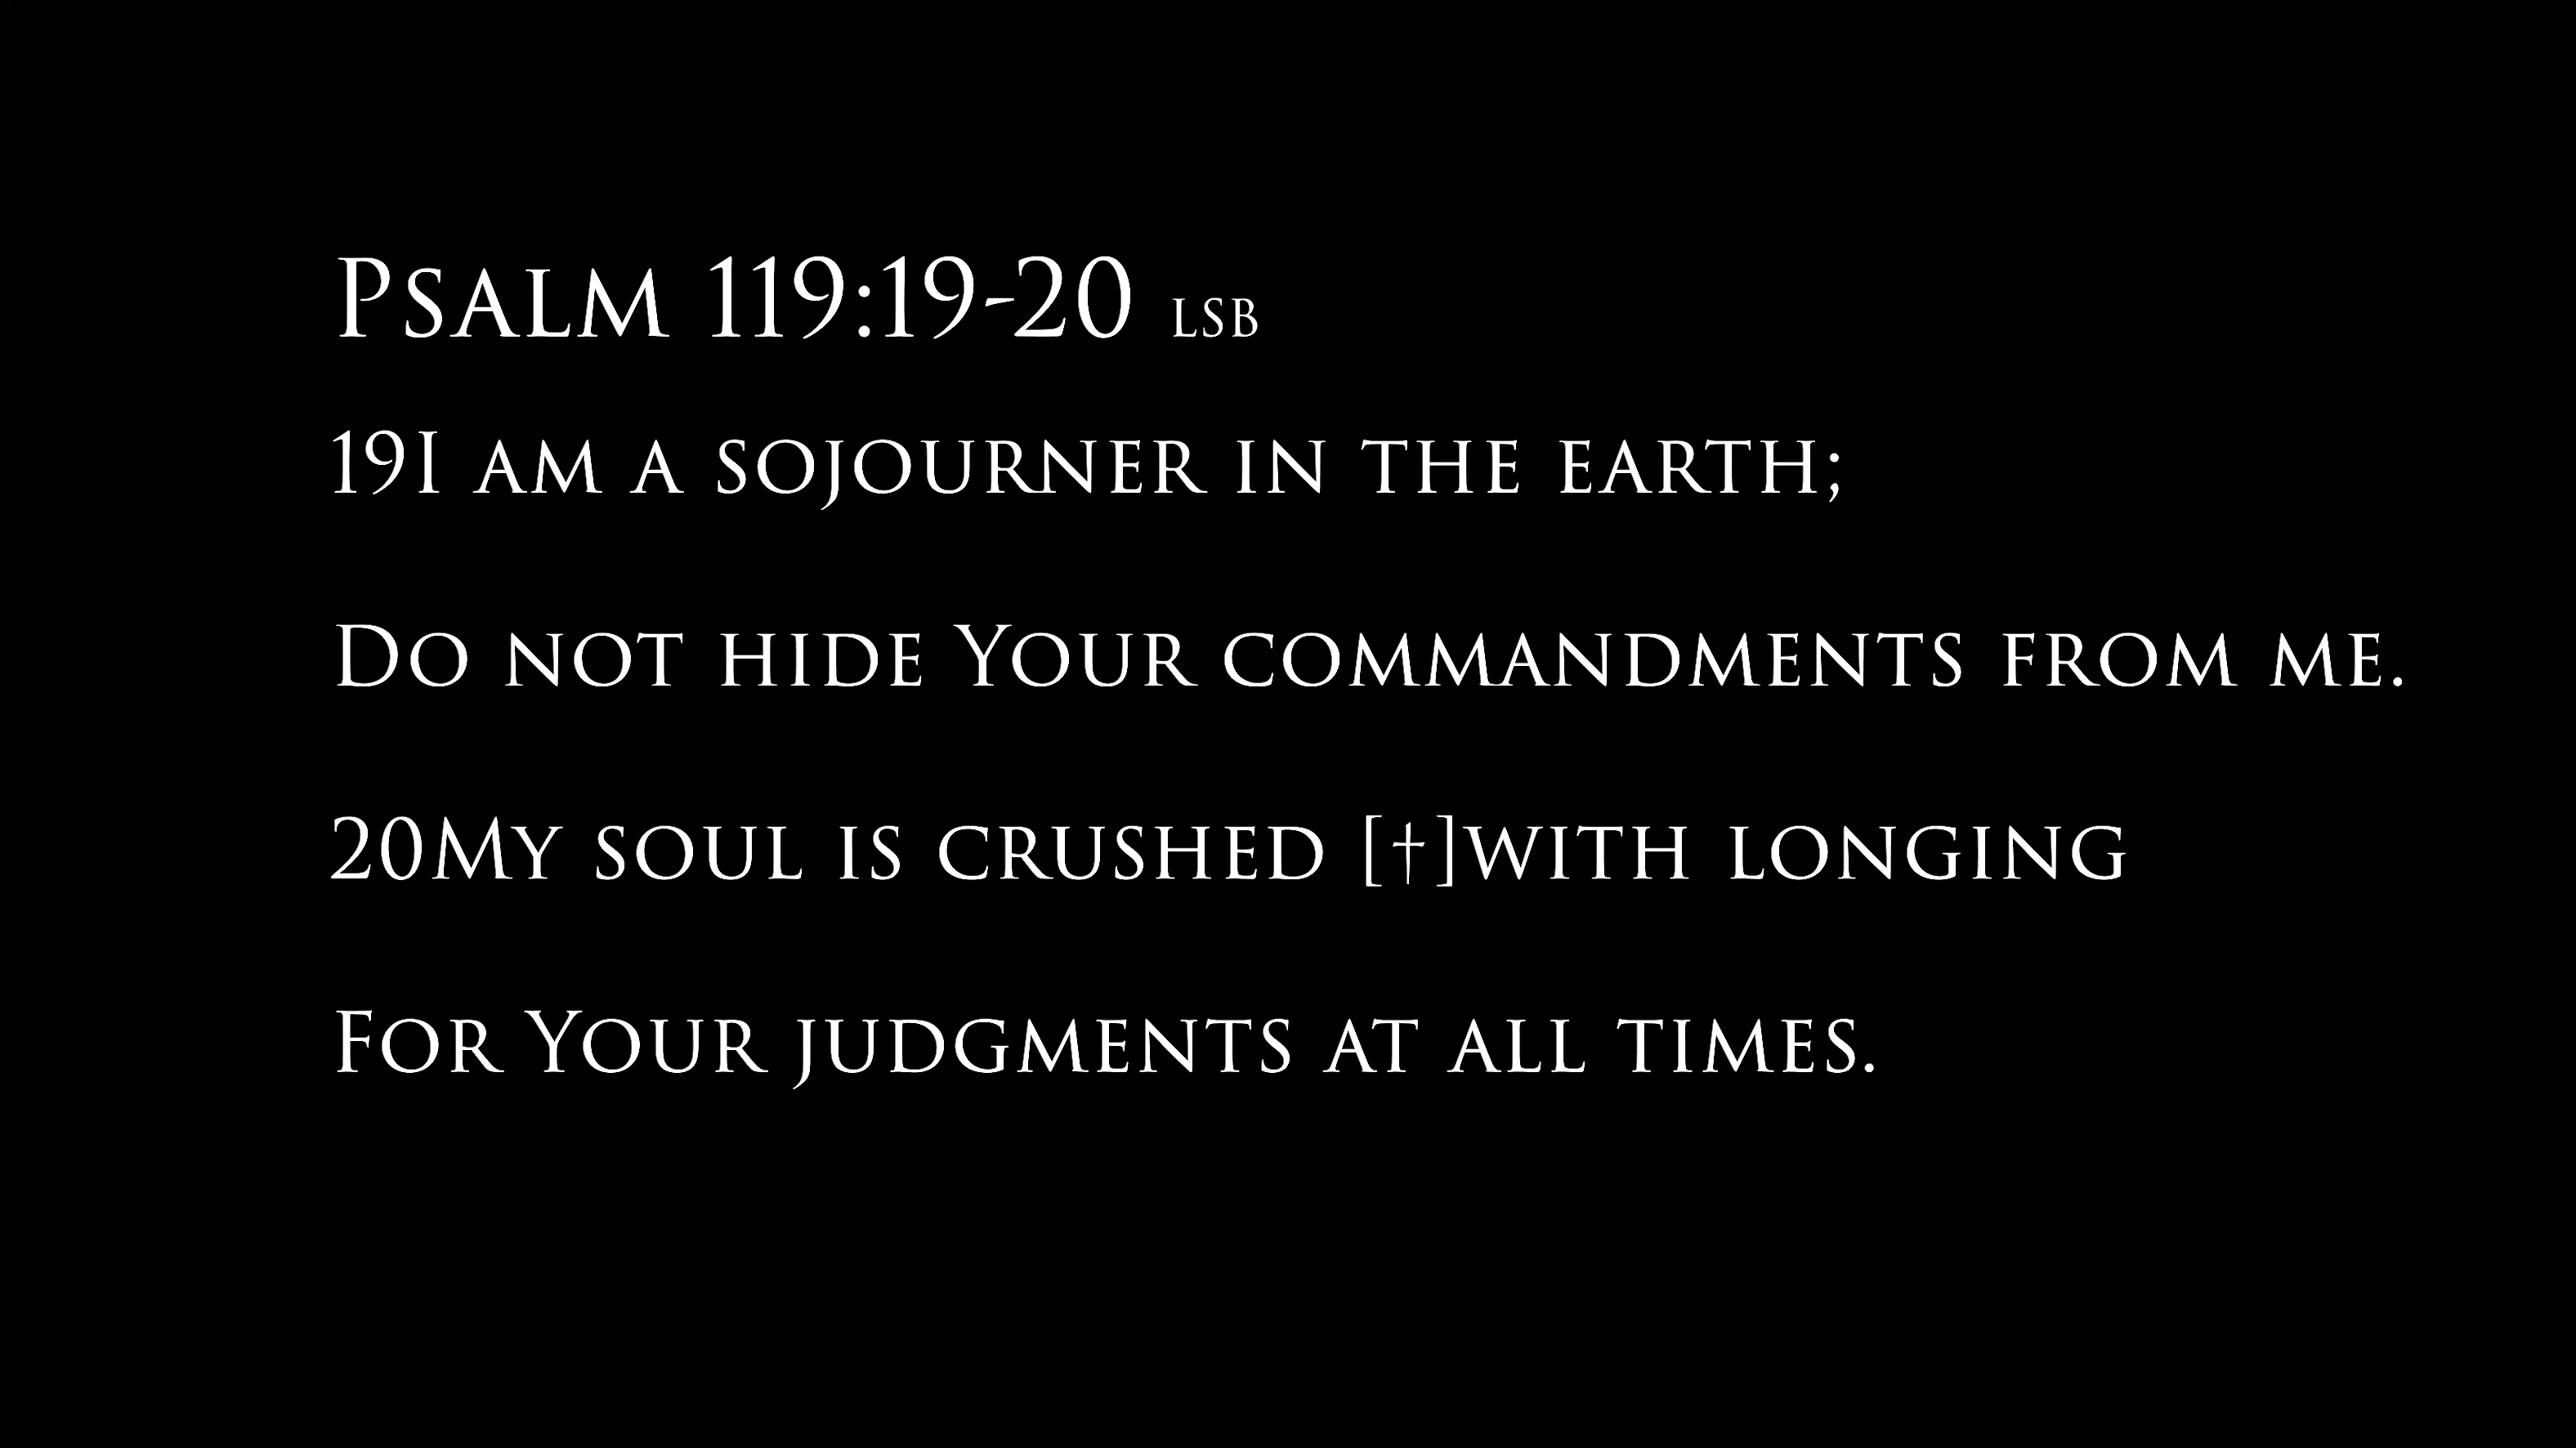 Psalm 119:19-20 LSB
19I am a sojourner in the earth;
Do not hide Your commandments from me.
20My soul is crushed [†]with longing
For Your judgments at all times.